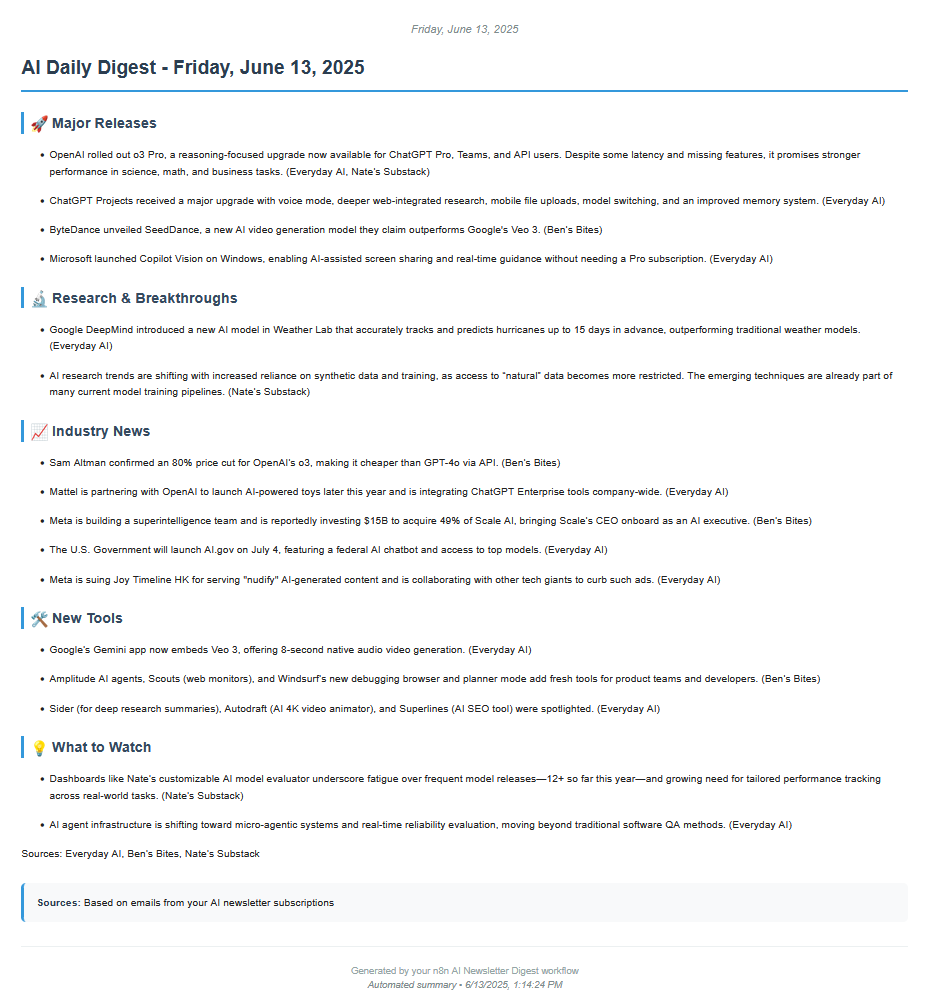 Friday, June 13, 2025
AI Daily Digest - Friday, June 13, 2025
🚀 Major Releases
• OpenAI rolled out o3 Pro, a reasoning-focused upgrade now available for ChatGPT Pro, Teams, and API users. Despite some latency and missing features, it promises stronger
performance in science, math, and business tasks. (Everyday AI, Nate's Substack)
• ChatGPT Projects received a major upgrade with voice mode, deeper web-integrated research, mobile file uploads, model switching, and an improved memory system. (Everyday AI)
• ByteDance unveiled SeedDance, a new AI video generation model they claim outperforms Google's Veo 3. (Ben's Bites)
• Microsoft launched Copilot Vision on Windows, enabling AI-assisted screen sharing and real-time guidance without needing a Pro subscription. (Everyday AI)
🔬 Research & Breakthroughs
• Google DeepMind introduced a new AI model in Weather Lab that accurately tracks and predicts hurricanes up to 15 days in advance, outperforming traditional weather models.
(Everyday AI)
• AI research trends are shifting with increased reliance on synthetic data and training, as access to "natural" data becomes more restricted. The emerging techniques are already part of
many current model training pipelines. (Nate's Substack)
📈 Industry News
• Sam Altman confirmed an 80% price cut for OpenAI's o3, making it cheaper than GPT-4o via API. (Ben's Bites)
• Mattel is partnering with OpenAI to launch AI-powered toys later this year and is integrating ChatGPT Enterprise tools company-wide. (Everyday AI)
• Meta is building a superintelligence team and is reportedly investing $15B to acquire 49% of Scale AI, bringing Scale's CEO onboard as an AI executive. (Ben's Bites)
• The U.S. Government will launch AI.gov on July 4, featuring a federal AI chatbot and access to top models. (Everyday AI)
• Meta is suing Joy Timeline HK for serving "nudify" AI-generated content and is collaborating with other tech giants to curb such ads. (Everyday AI)
🛠️ New Tools
• Google's Gemini app now embeds Veo 3, offering 8-second native audio video generation. (Everyday AI)
• Amplitude AI agents, Scouts (web monitors), and Windsurf's new debugging browser and planner mode add fresh tools for product teams and developers. (Ben's Bites)
• Sider (for deep research summaries), Autodraft (AI 4K video animator), and Superlines (AI SEO tool) were spotlighted. (Everyday AI)
💡 What to Watch
• Dashboards like Nate's customizable AI model evaluator underscore fatigue over frequent model releases—12+ so far this year—and growing need for tailored performance tracking
across real-world tasks. (Nate's Substack)
• AI agent infrastructure is shifting toward micro-agentic systems and real-time reliability evaluation, moving beyond traditional software QA methods. (Everyday AI)
Sources: Everyday AI, Ben's Bites, Nate's Substack
Sources: Based on emails from your AI newsletter subscriptions
Generated by your n8n AI Newsletter Digest workflow
Automated summary • 6/13/2025, 1:14:24 PM